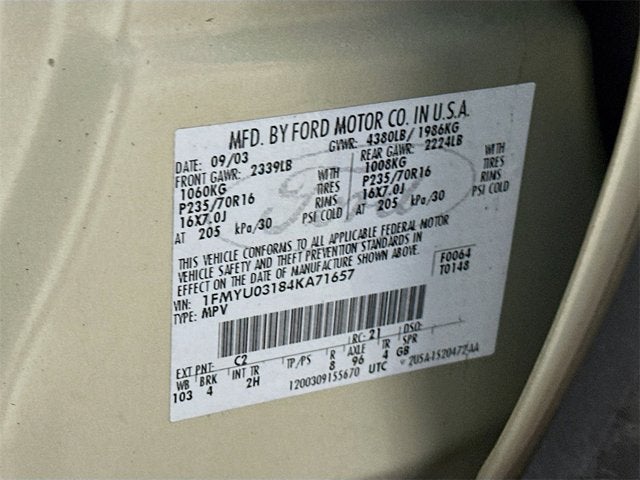 MFD. BY FORD MOTOR CO. IN U.S.A.
DATE: 09/03 GVWR: 4380LB/ 1986KG
FRONT GAWR: 2339LB REAR GAWR: 2224LB
1060KG WITH 1008KG WITH
P235/70R16 TIRES P235/70R16 TIRES
16X7.0J RIMS 16X7.0J RIMS
AT 205 kPa/30 PSI COLD AT 205 kPa/30 PSI COLD
Ford
THIS VEHICLE CONFORMS TO ALL APPLICABLE FEDERAL MOTOR
VEHICLE SAFETY AND THEFT PREVENTION STANDARDS IN
EFFECT ON THE DATE OF MANUFACTURE SHOWN ABOVE.
F0064
T0148
VIN: 1FMYU03184KA71657
TYPE: MPV
EXT PNT: C2 RC: 21 DSO:
WB BRK INT TR TP/PS R AXLE TR SPR
103 4 2H 8 96 4 GB
1200309155670 UTC